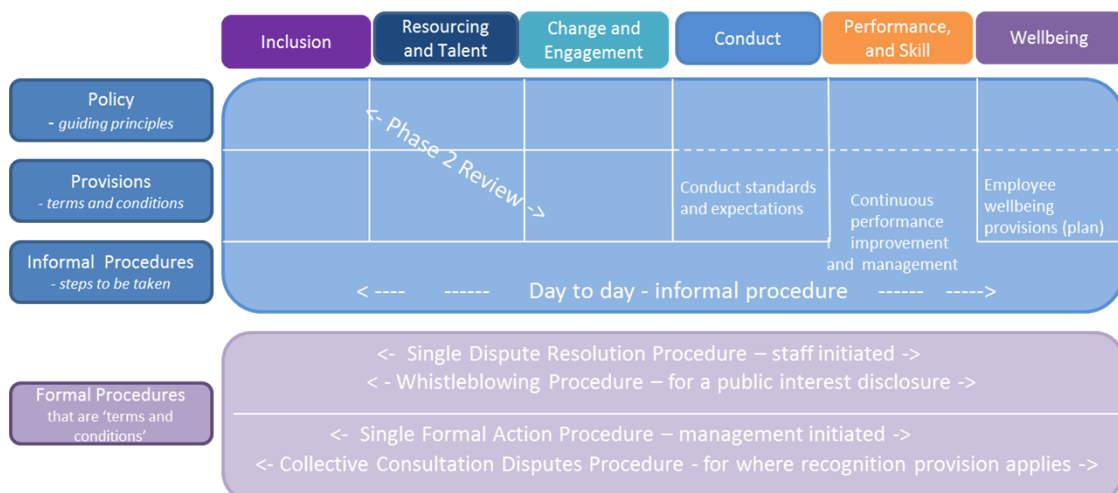 Inclusion
Resourcing
and Talent
Change and
Engagement
Conduct
Performance,
and Skill
Wellbeing
Policy
- guiding principles
<- Phase 2 Review ->
Provisions
- terms and conditions
Conduct standards
and expectations
Continuous
performance
improvement
and management
Employee
wellbeing
provisions (plan)
Informal Procedures
- steps to be taken
<---- ------ Day to day - informal procedure ------ ----->
Formal Procedures
that are 'terms and
conditions'
<- Single Dispute Resolution Procedure – staff initiated ->
<- Whistleblowing Procedure – for a public interest disclosure ->
<- Single Formal Action Procedure – management initiated ->
<- Collective Consultation Disputes Procedure - for where recognition provision applies ->